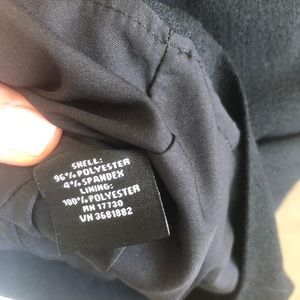 SHELL:
96% POLYESTER
4% SPANDEX
LINING:
100% POLYESTER
RN 17730
VN 3681882